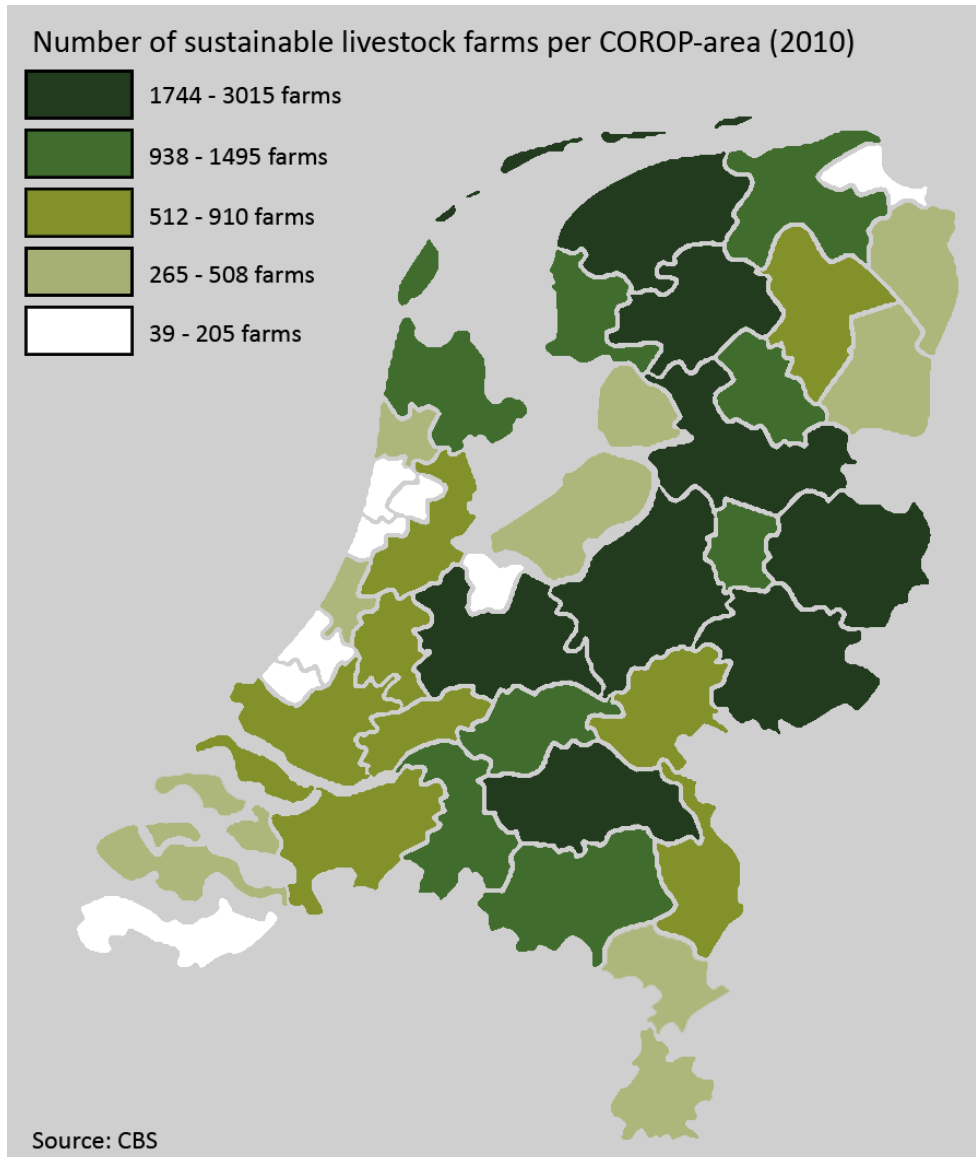 Number of sustainable livestock farms per COROP-area (2010)
1744 - 3015 farms
938 - 1495 farms
512 - 910 farms
265 - 508 farms
39 - 205 farms
Source: CBS